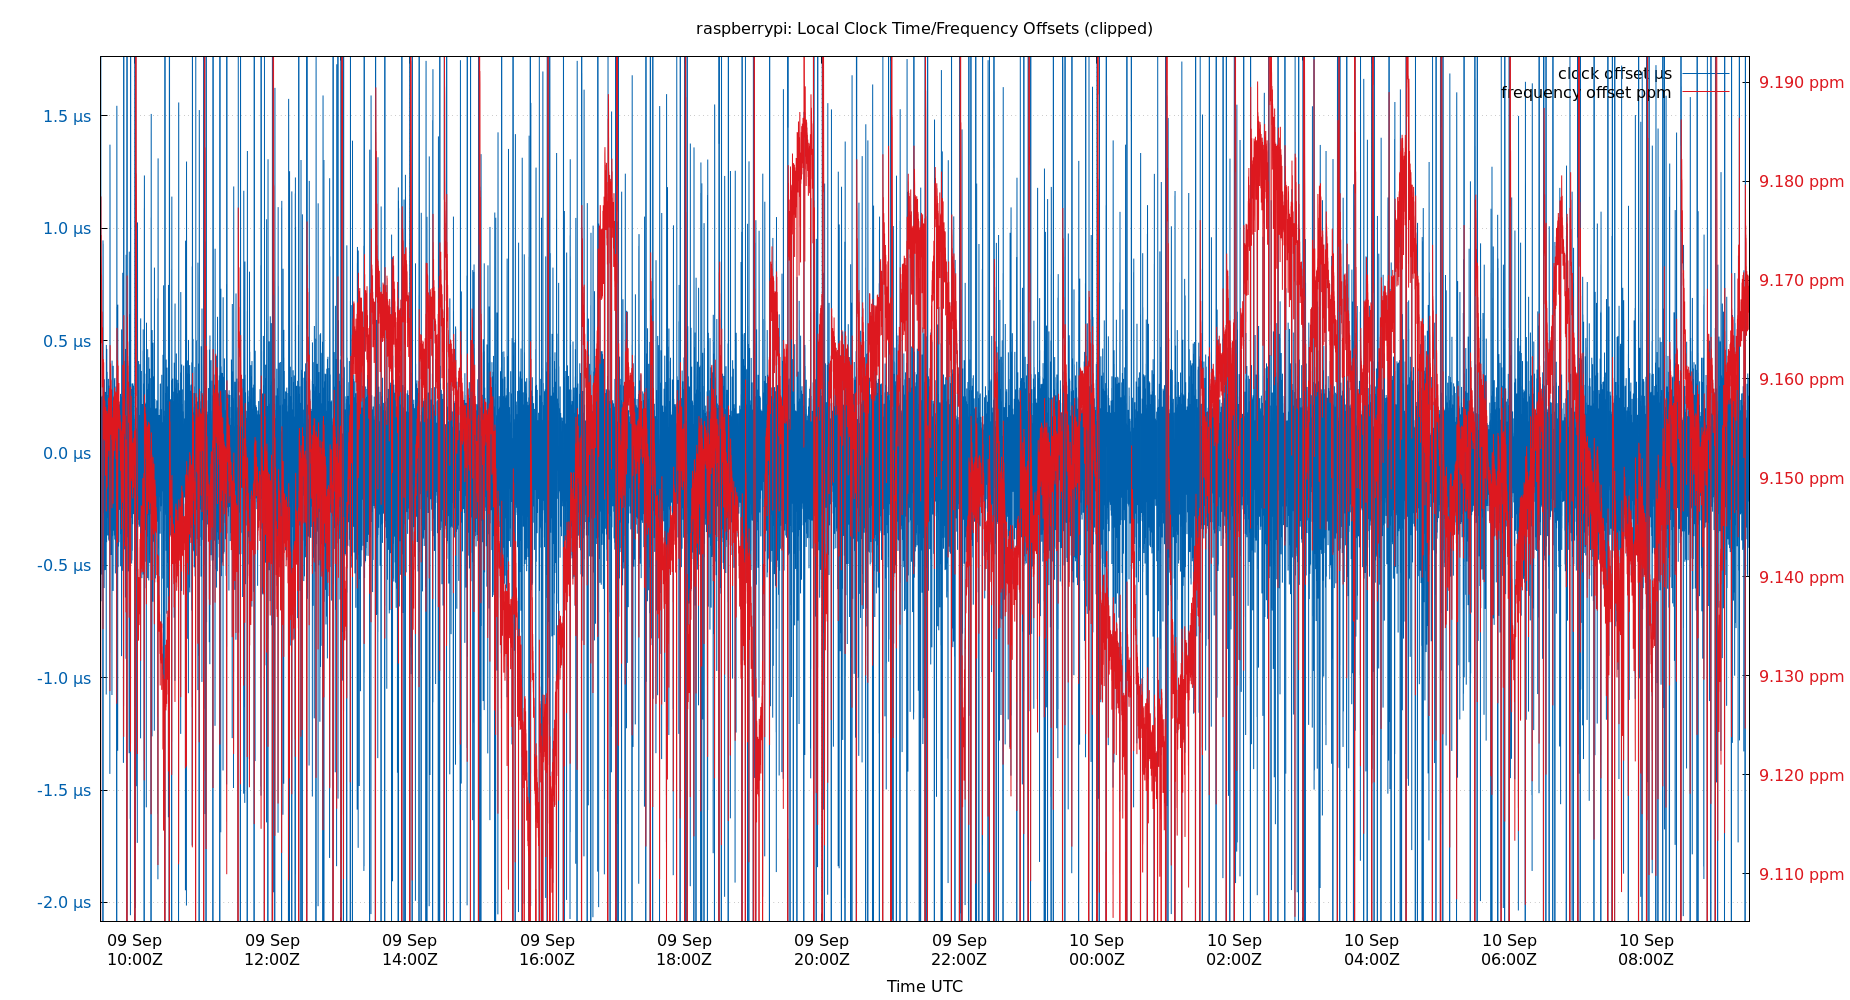 raspberrypi: Local Clock Time/Frequency Offsets (clipped)
clock offset µs
frequency offset ppm
1.5 µs
1.0 µs
0.5 µs
0.0 µs
-0.5 µs
-1.0 µs
-1.5 µs
-2.0 µs
9.190 ppm
9.180 ppm
9.170 ppm
9.160 ppm
9.150 ppm
9.140 ppm
9.130 ppm
9.120 ppm
9.110 ppm
09 Sep
10:00Z
09 Sep
12:00Z
09 Sep
14:00Z
09 Sep
16:00Z
09 Sep
18:00Z
09 Sep
20:00Z
09 Sep
22:00Z
10 Sep
00:00Z
10 Sep
02:00Z
10 Sep
04:00Z
10 Sep
06:00Z
10 Sep
08:00Z
Time UTC